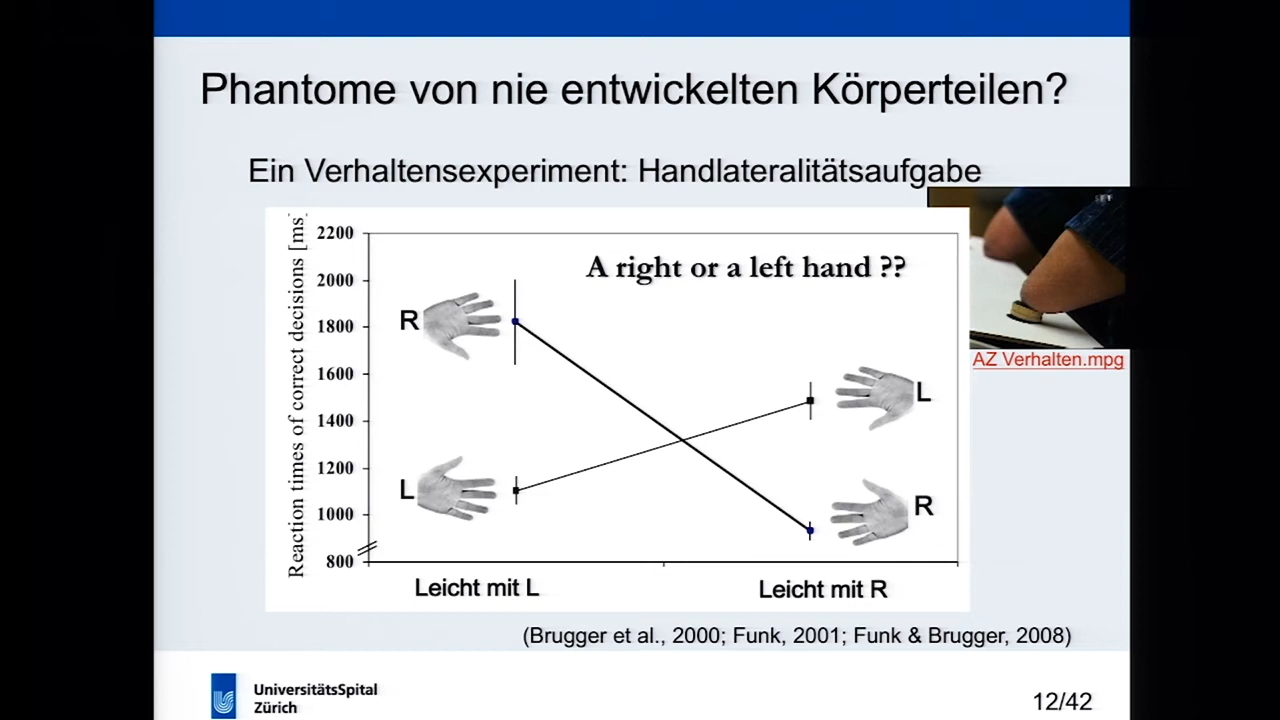 Phantome von nie entwickelten Körperteilen?
Ein Verhaltensexperiment: Handlateralitätsaufgabe
Reaction times of correct decisions [ms]
2200
2000
1800
1600
1400
1200
1000
800
A right or a left hand ??
R
L
L
R
Leicht mit L
Leicht mit R
AZ Verhalten.mpg
(Brugger et al., 2000; Funk, 2001; Funk & Brugger, 2008)
UniversitätsSpital
Zürich
12/42